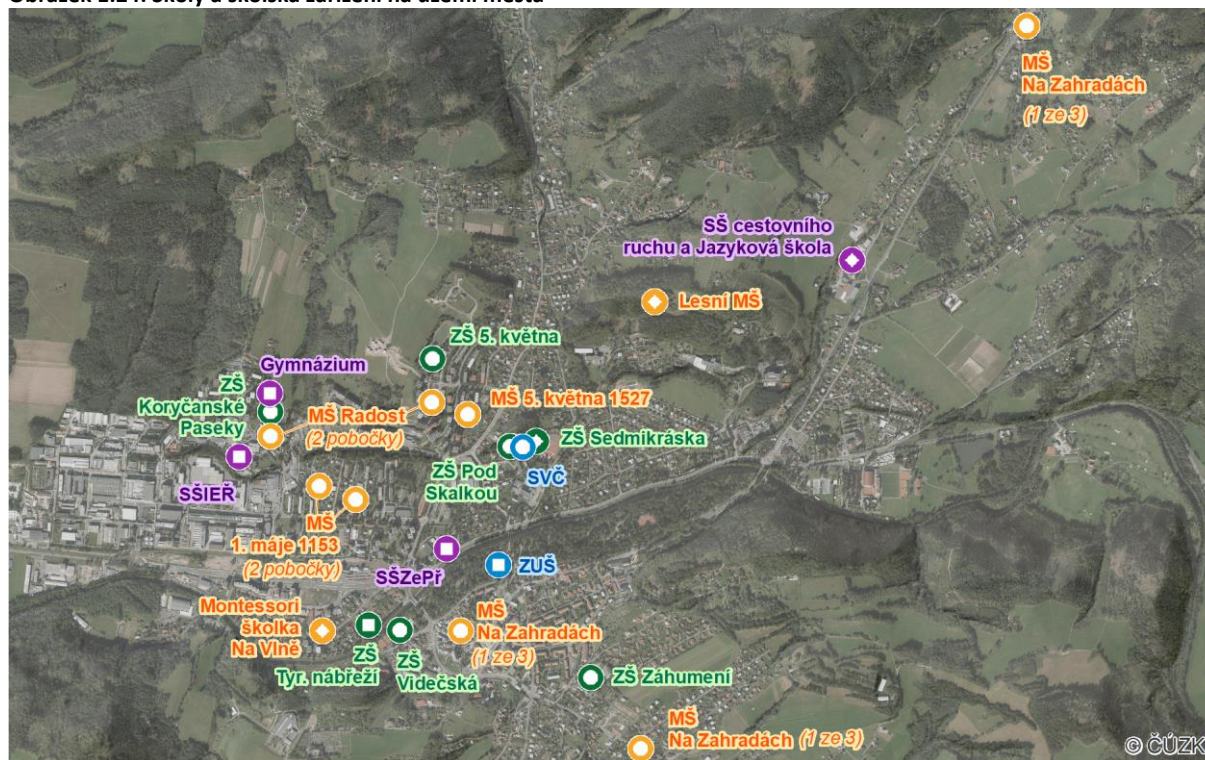 Obrázek 1.24: Školy a školská zařízení na území města
MŠ
Na Zahradách
(1 ze 3)
SŠ cestovního
ruchu a Jazyková škola
Lesní MŠ
ZŠ 5. května
Gymnázium
ZŠ
Koryčanské
Paseky
MŠ Radost
(2 pobočky)
MŠ 5. května 1527
ZŠ Sedmikráska
SVČ
ZŠ Pod
Skalkou
SŠIEŘ
MŠ
1. máje 1153
(2 pobočky)
SŠZePř
ZUŠ
Montessori
školka
Na Vlně
ZŠ
Tyr. nábřeží
ZŠ
Videčská
MŠ
Na Zahradách
(1 ze 3)
ZŠ Záhumení
MŠ
Na Zahradách (1 ze 3)
© ČÚZK